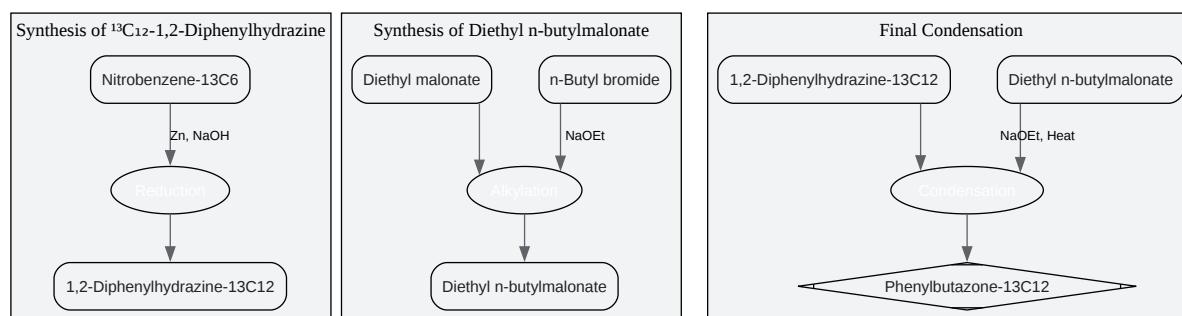 Synthesis of ¹³C₁₂-1,2-Diphenylhydrazine
Nitrobenzene-13C6
Zn, NaOH
Reduction
1,2-Diphenylhydrazine-13C12
Synthesis of Diethyl n-butylmalonate
Diethyl malonate
n-Butyl bromide
NaOEt
Alkylation
Diethyl n-butylmalonate
Final Condensation
1,2-Diphenylhydrazine-13C12
Diethyl n-butylmalonate
NaOEt, Heat
Condensation
Phenylbutazone-13C12